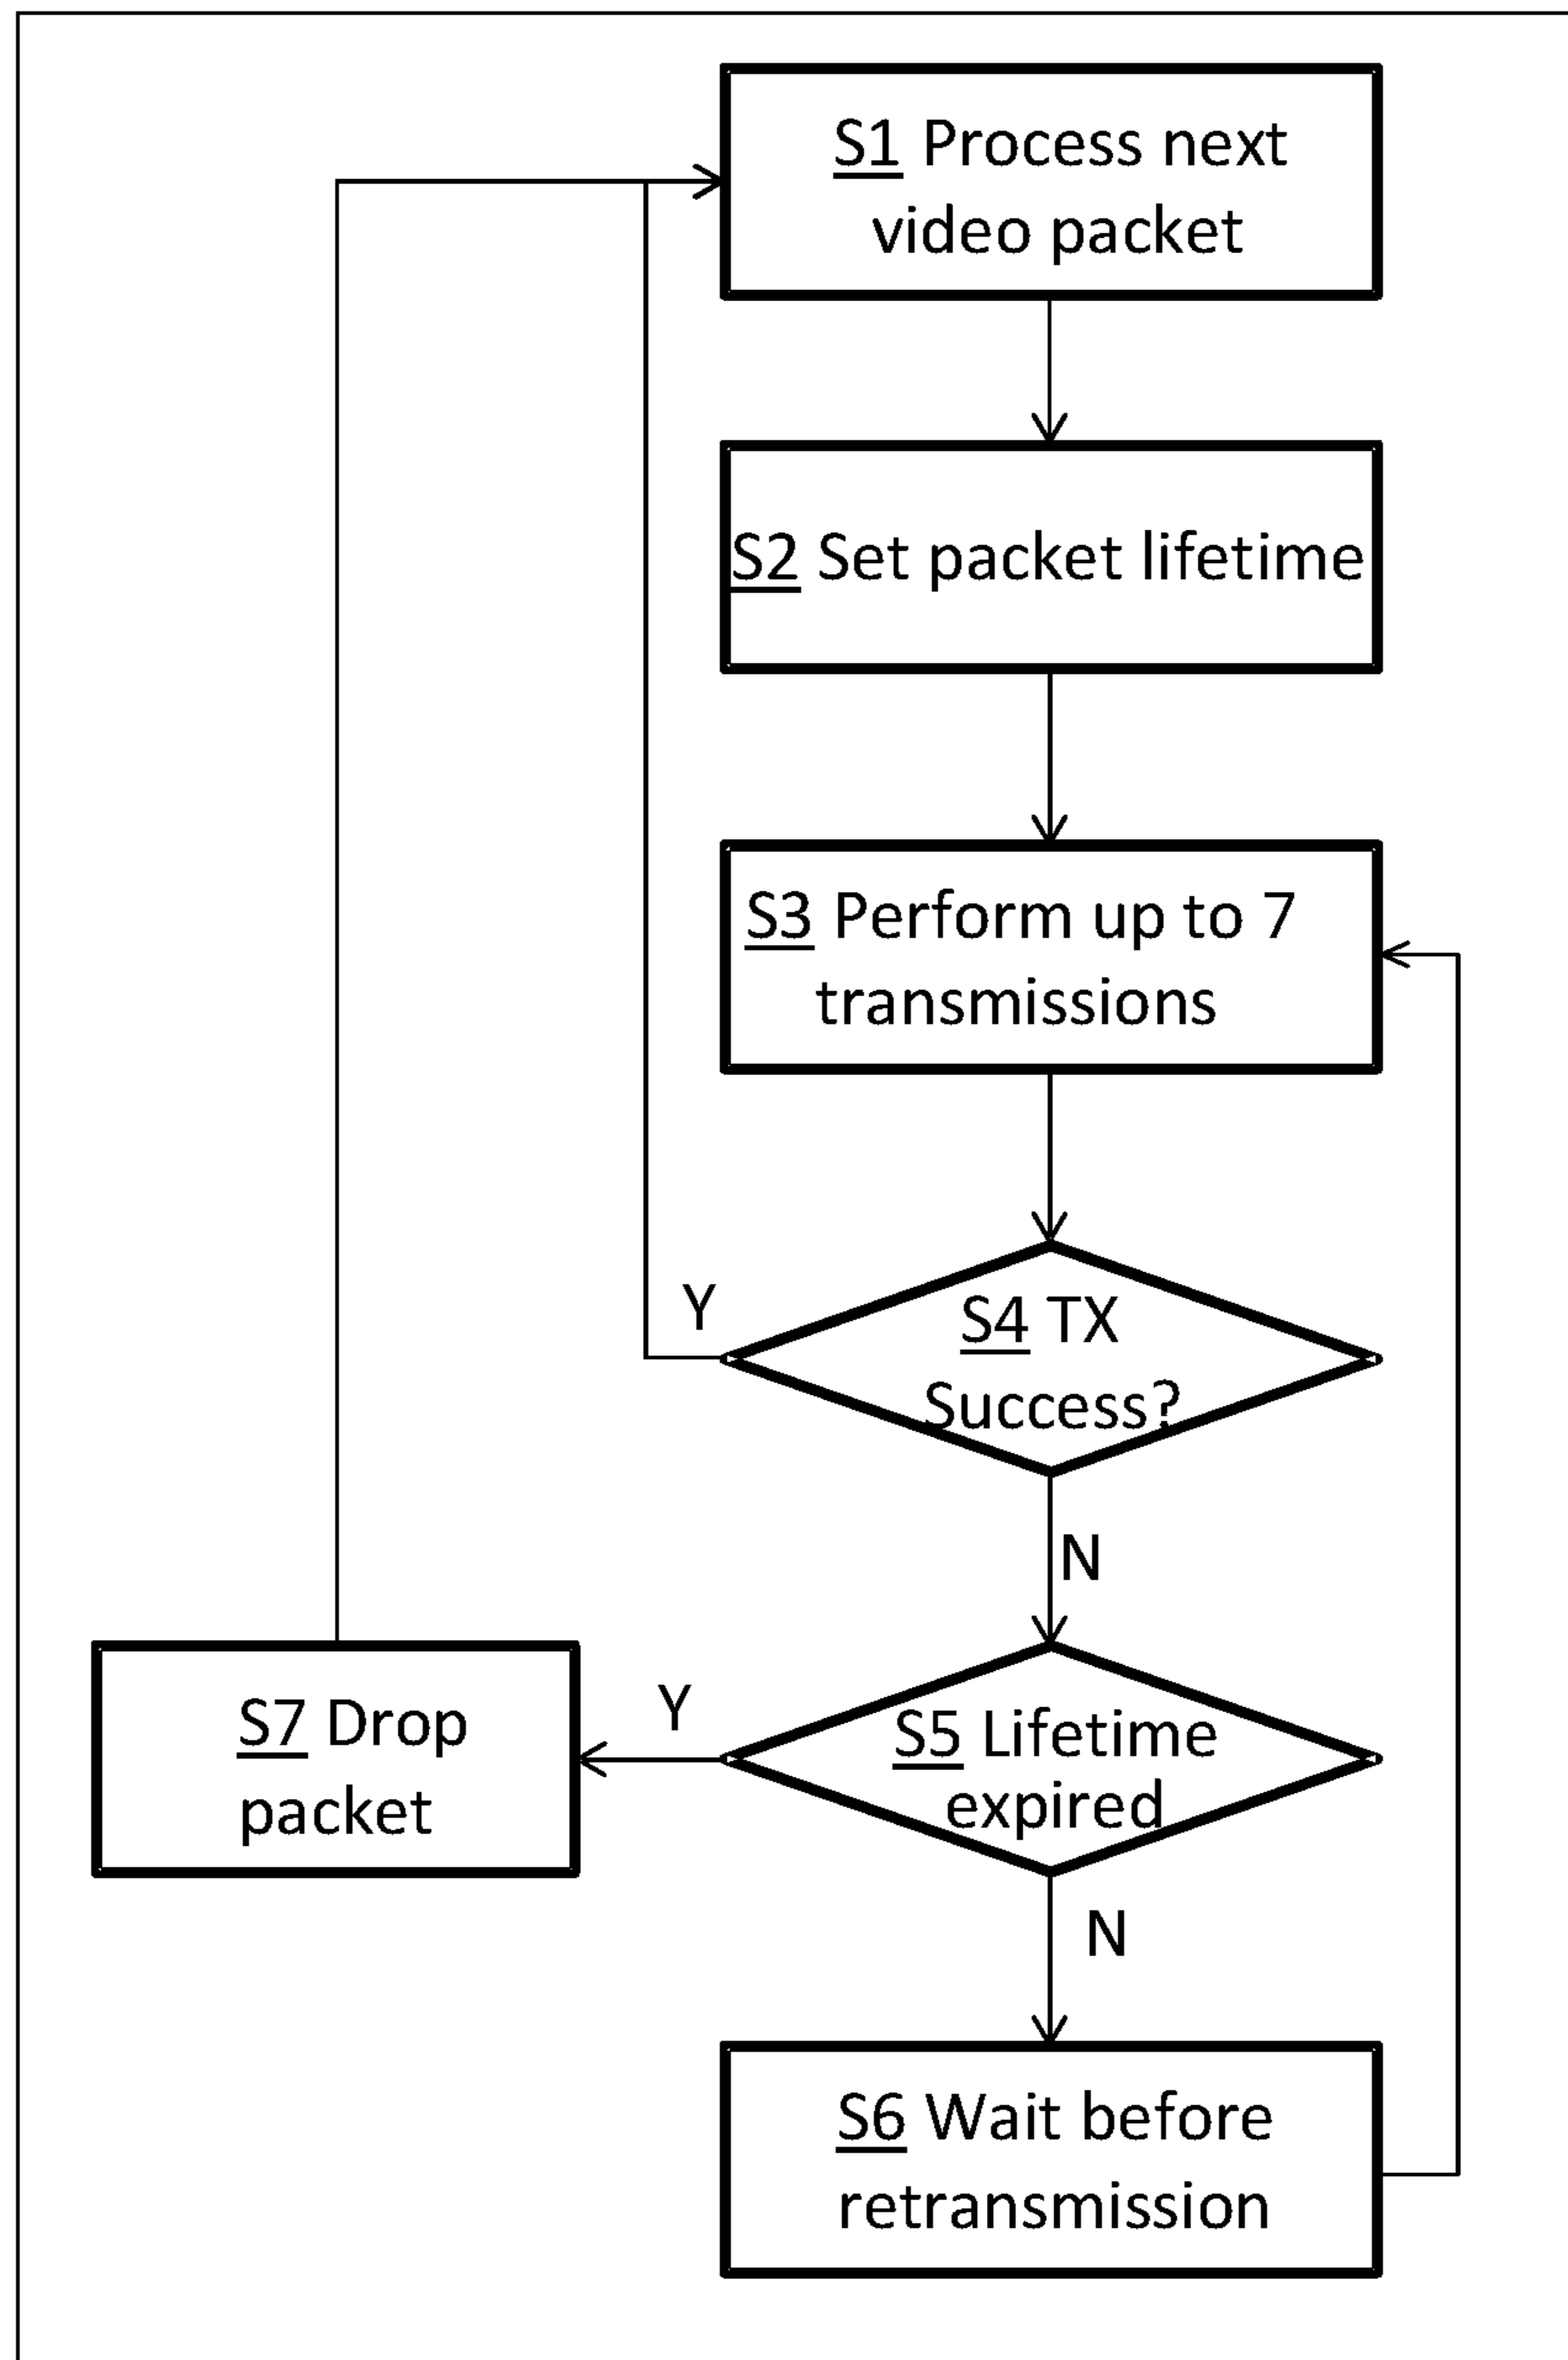 S1 Process next
video packet
S2 Set packet lifetime
S3 Perform up to 7
transmissions
Y
S4 TX
Success?
N
S7 Drop
packet
Y
S5 Lifetime
expired
N
S6 Wait before
retransmission